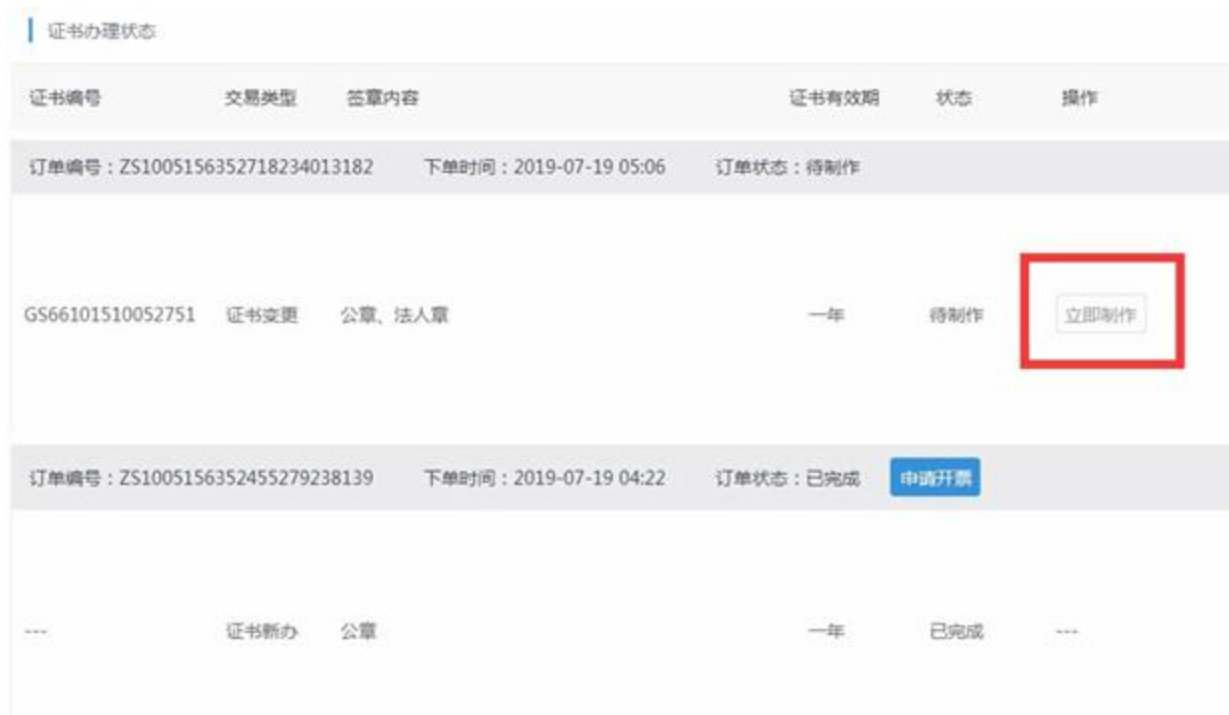 证书办理状态
证书编号 交易类型 签章内容 证书有效期 状态 操作
订单编号：ZS1005156352718234013182 下单时间：2019-07-19 05:06 订单状态：待制作
GS66101510052751 证书变更 公章、法人章 一年 待制作 立即制作
订单编号：ZS1005156352455279238139 下单时间：2019-07-19 04:22 订单状态：已完成 申请开票
--- 证书新办 公章 一年 已完成 ---